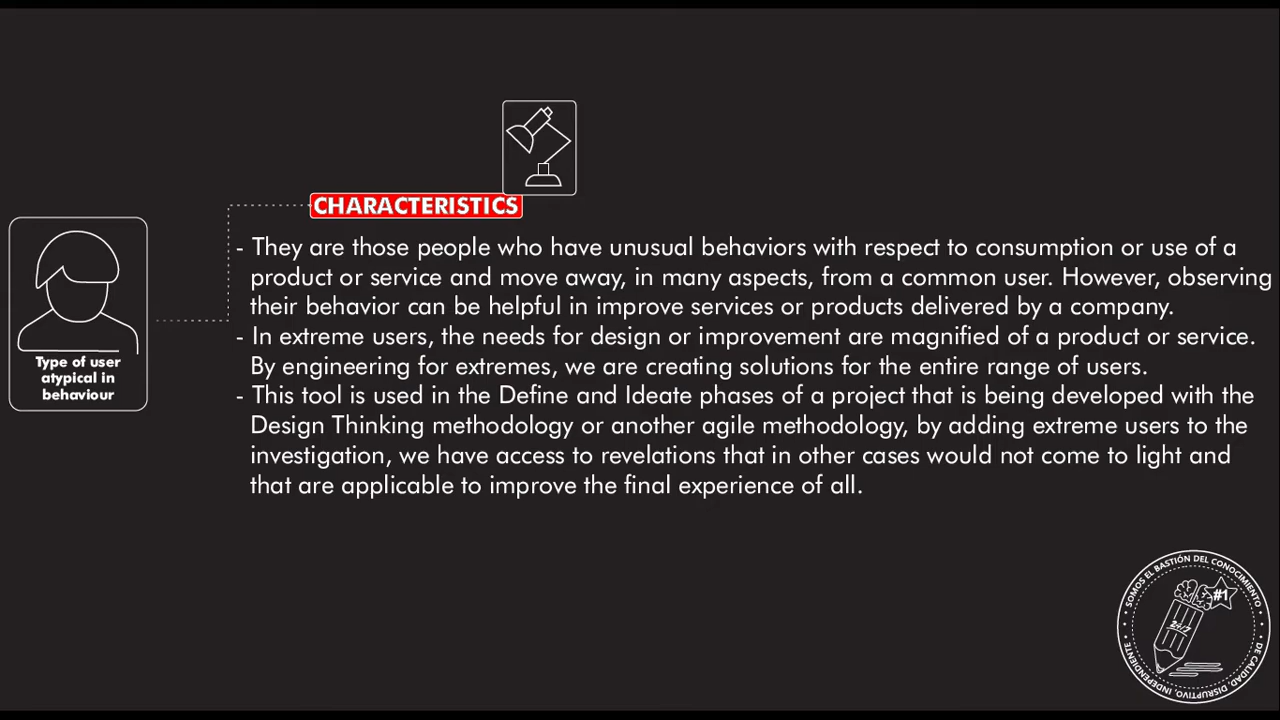 CHARACTERISTICS
- They are those people who have unusual behaviors with respect to consumption or use of a
product or service and move away, in many aspects, from a common user. However, observing
their behavior can be helpful in improve services or products delivered by a company.
- In extreme users, the needs for design or improvement are magnified of a product or service.
By engineering for extremes, we are creating solutions for the entire range of users.
- This tool is used in the Define and Ideate phases of a project that is being developed with the
Design Thinking methodology or another agile methodology, by adding extreme users to the
investigation, we have access to revelations that in other cases would not come to light and
that are applicable to improve the final experience of all.
Type of user
atypical in
behaviour
SOMOS EL BASTIÓN DEL CONOCIMIENTO
DE CALIDAD, DISRUPTIVO, INDEPENDIENTE
#1
24/7